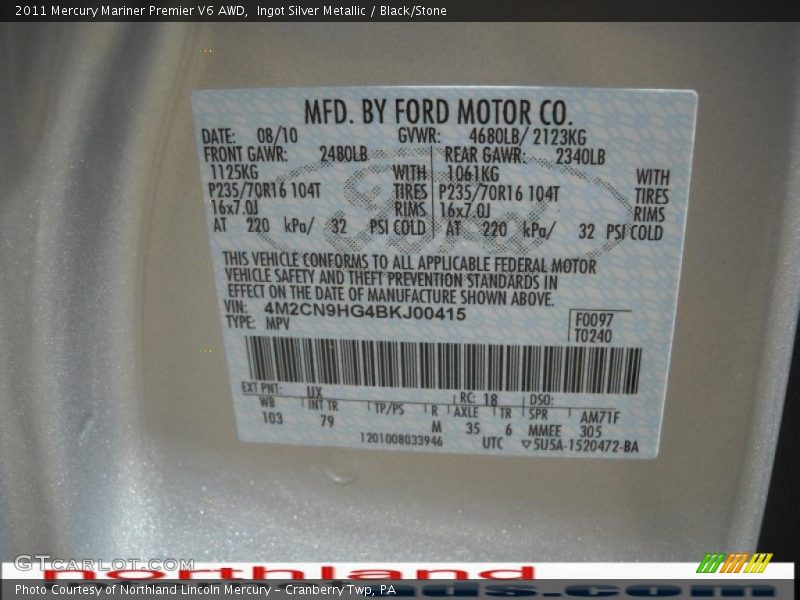 2011 Mercury Mariner Premier V6 AWD, Ingot Silver Metallic / Black/Stone
MFD. BY FORD MOTOR CO.
DATE: 08/10 GVWR: 4680LB/ 2123KG
FRONT GAWR: 2480LB REAR GAWR: 2340LB
1125KG WITH 1061KG WITH
P235/70R16 104T TIRES P235/70R16 104T TIRES
16x7.0J RIMS 16x7.0J RIMS
AT 220 kPa/ 32 PSI COLD AT 220 kPa/ 32 PSI COLD
THIS VEHICLE CONFORMS TO ALL APPLICABLE FEDERAL MOTOR
VEHICLE SAFETY AND THEFT PREVENTION STANDARDS IN
EFFECT ON THE DATE OF MANUFACTURE SHOWN ABOVE.
VIN: 4M2CN9HG4BKJ00415
TYPE: MPV
F0097
T0240
EXT PNT: UX RC: 18 DSO:
WB INT TR TP/PS R AXLE TR SPR AM71F
103 79 M 35 6 MMEE 305
1201008033946 UTC ▽5U5A-1520472-BA
GTcarlot.com
northland
Photo Courtesy of Northland Lincoln Mercury - Cranberry Twp, PA